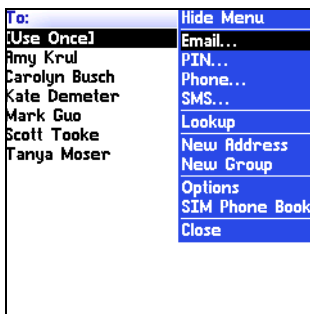 To:
[Use Once]
Amy Krul
Carolyn Busch
Kate Demeter
Mark Guo
Scott Tooke
Tanya Moser
Hide Menu
Email...
PIN...
Phone...
SMS...
Lookup
New Address
New Group
Options
SIM Phone Book
Close